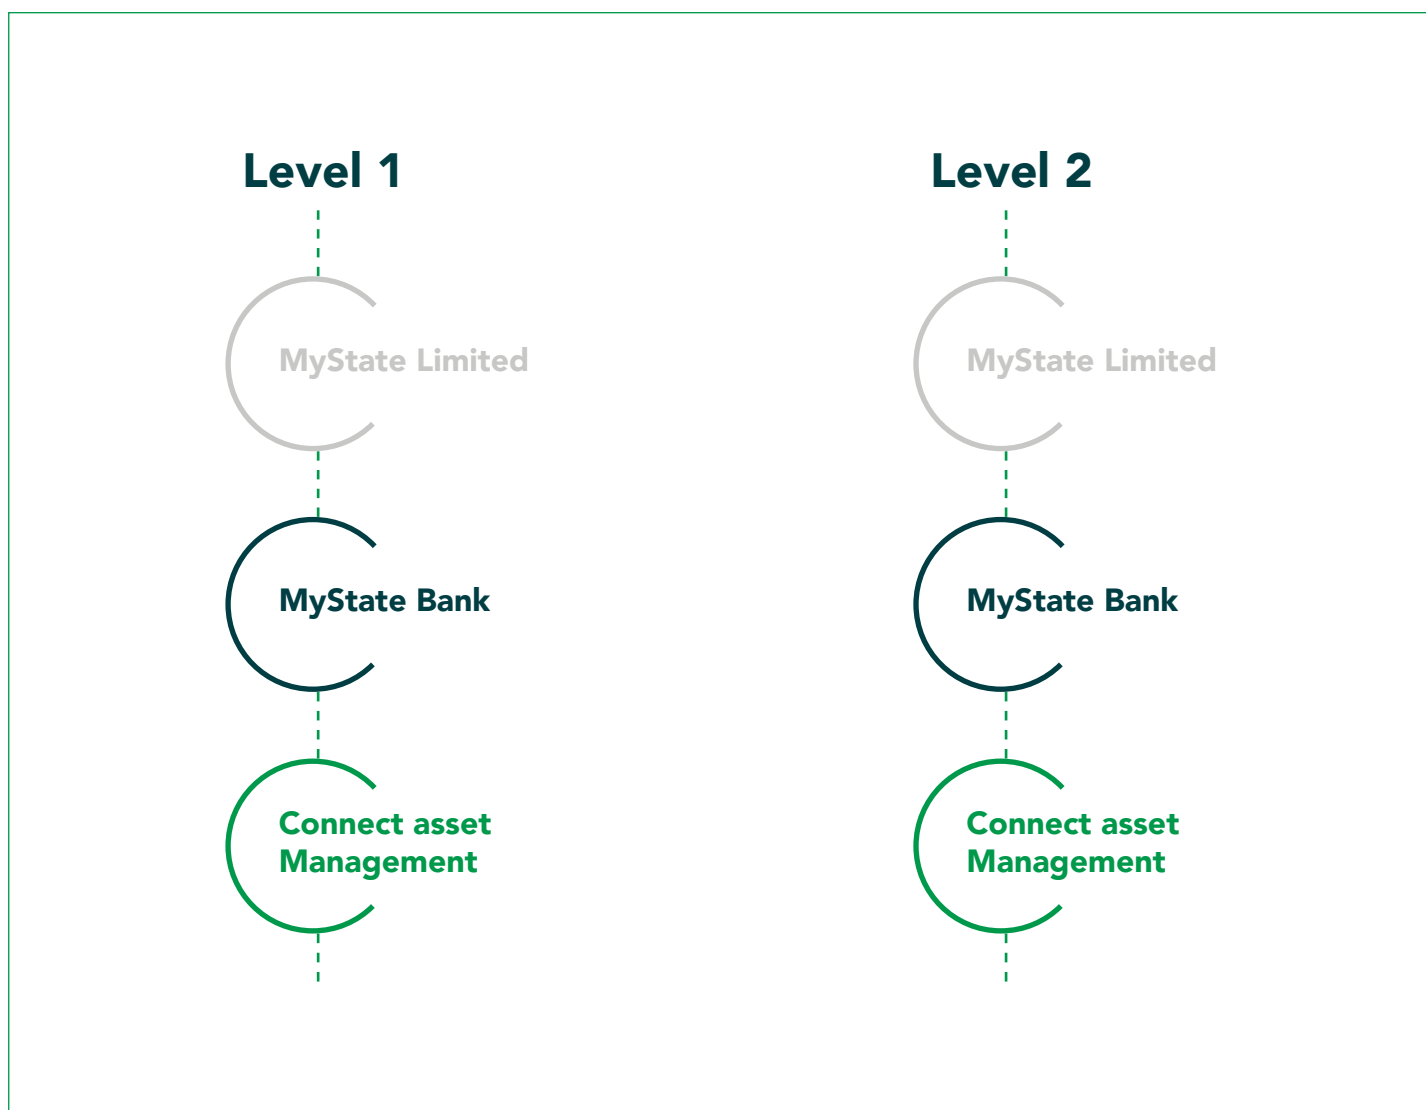 Level 1
MyState Limited
MyState Bank
Connect asset
Management
Level 2
MyState Limited
MyState Bank
Connect asset
Management